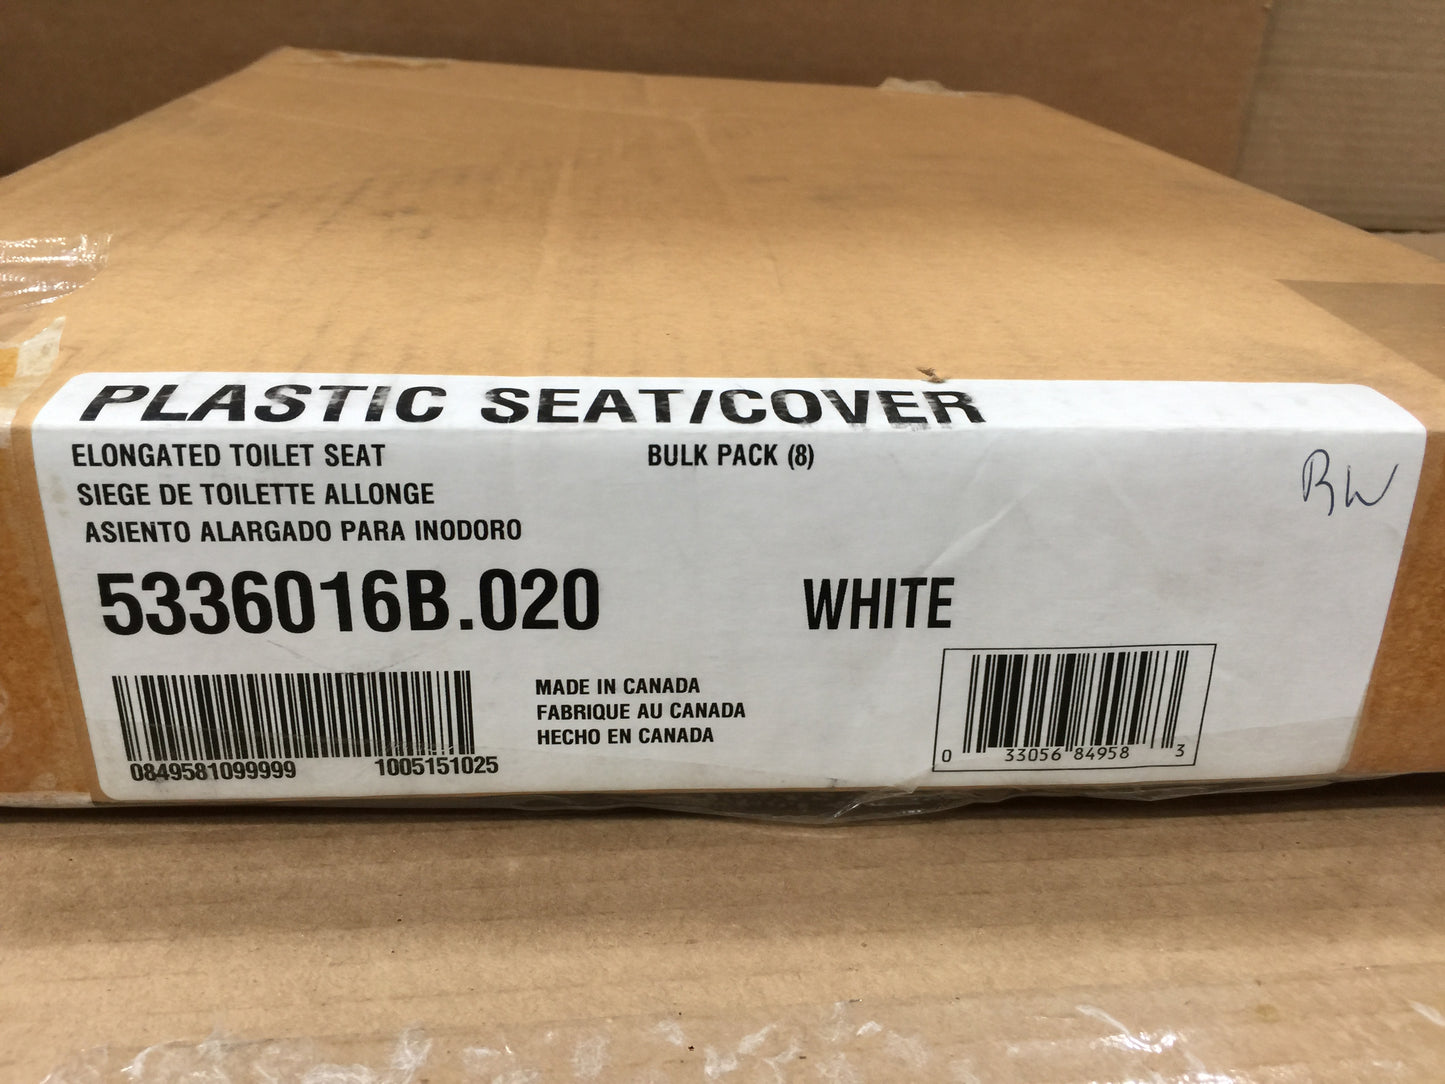 PLASTIC SEAT/COVER
ELONGATED TOILET SEAT BULK PACK (8)
SIEGE DE TOILETTE ALLONGE
ASIENTO ALARGADO PARA INODORO
RW
5336016B.020 WHITE
MADE IN CANADA
FABRIQUE AU CANADA
HECHO EN CANADA
0849581099999 1005151025
0 33056 84958 3